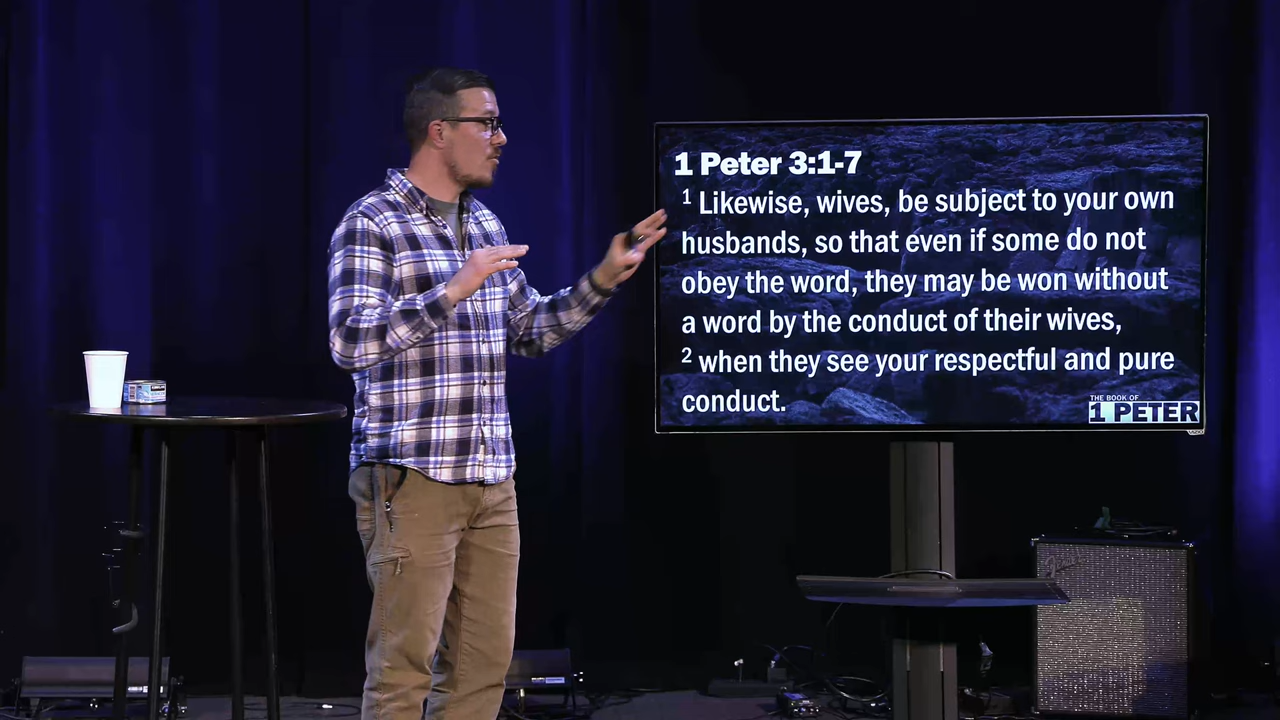 1 Peter 3:1-7
1 Likewise, wives, be subject to your own
husbands, so that even if some do not
obey the word, they may be won without
a word by the conduct of their wives,
2 when they see your respectful and pure
conduct.
THE BOOK OF
1 PETER
Fender